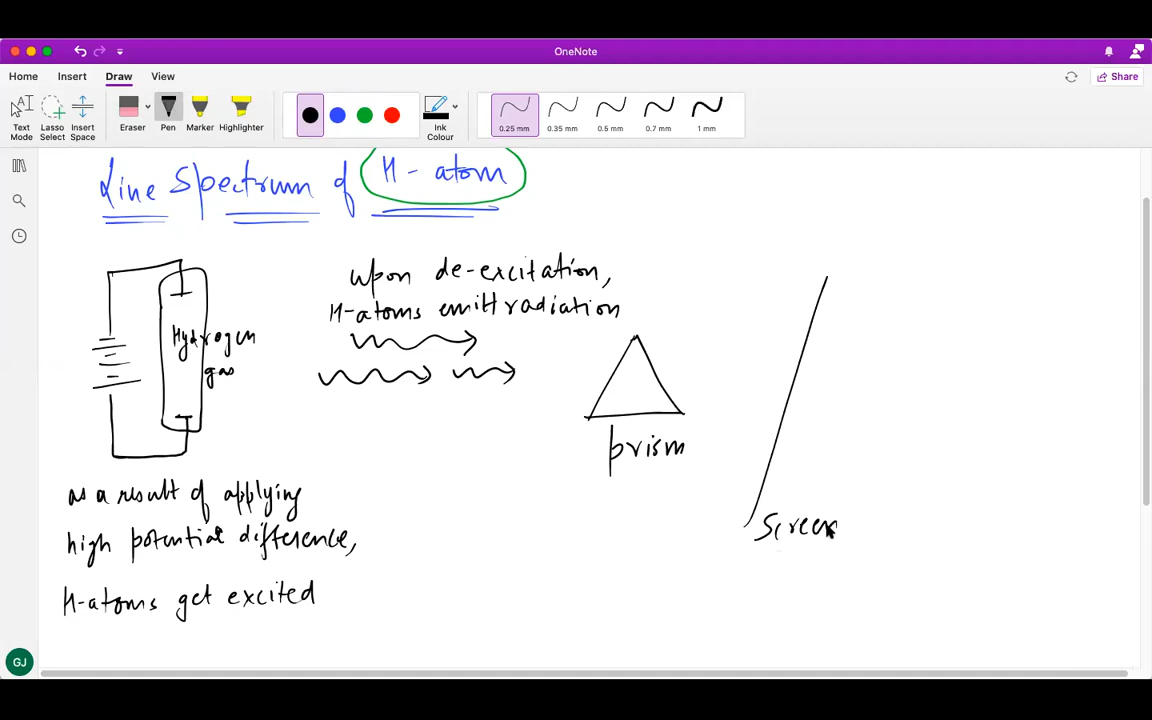 OneNote
Home Insert Draw View
Share
Text Mode
Lasso Select
Insert Space
Eraser
Pen
Marker
Highlighter
Ink Colour
0.25 mm
0.35 mm
0.5 mm
0.7 mm
1 mm
Line Spectrum of H-atom
upon de-excitation,
H-atoms emitt radiation
Hydrogen
gas
prism
as a result of applying
high potential difference,
H-atoms get excited
Screen
GJ